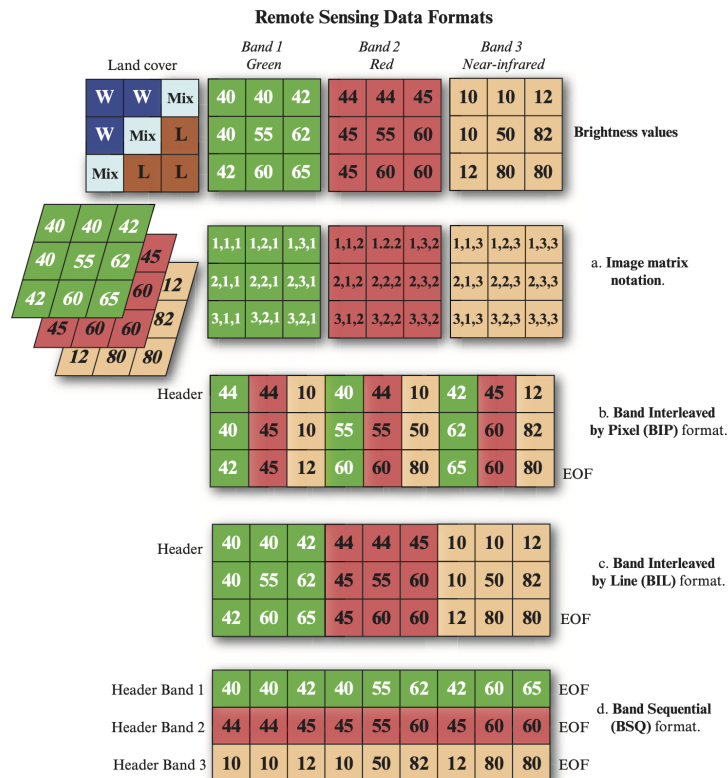 Remote Sensing Data Formats
Land cover
Band 1
Green
Band 2
Red
Band 3
Near-infrared
W W Mix 40 40 42 44 44 45 10 10 12
W Mix L 40 55 62 45 55 60 10 50 82
Mix L L 42 60 65 45 60 60 12 80 80
Brightness values
40 40 42
40 55 62 45
42 60 65 60 12
45 60 60 82
12 80 80
1,1,1 1,2,1 1,3,1 1,1,2 1.2.2 1,3,2 1,1,3 1,2,3 1,3,3
2,1,1 2,2,1 2,3,1 2,1,2 2,2,2 2,3,2 2,1,3 2,2,3 2,3,3
3,1,1 3,2,1 3,2,1 3,1,2 3,2,2 3,3,2 3,1,3 3,2,3 3,3,3
a. Image matrix
notation.
Header 44 44 10 40 44 10 42 45 12
40 45 10 55 55 50 62 60 82
42 45 12 60 60 80 65 60 80 EOF
b. Band Interleaved
by Pixel (BIP) format.
Header 40 40 42 44 44 45 10 10 12
40 55 62 45 55 60 10 50 82
42 60 65 45 60 60 12 80 80 EOF
c. Band Interleaved
by Line (BIL) format.
Header Band 1 40 40 42 40 55 62 42 60 65 EOF
Header Band 2 44 44 45 45 55 60 45 60 60 EOF
Header Band 3 10 10 12 10 50 82 12 80 80 EOF
d. Band Sequential
(BSQ) format.